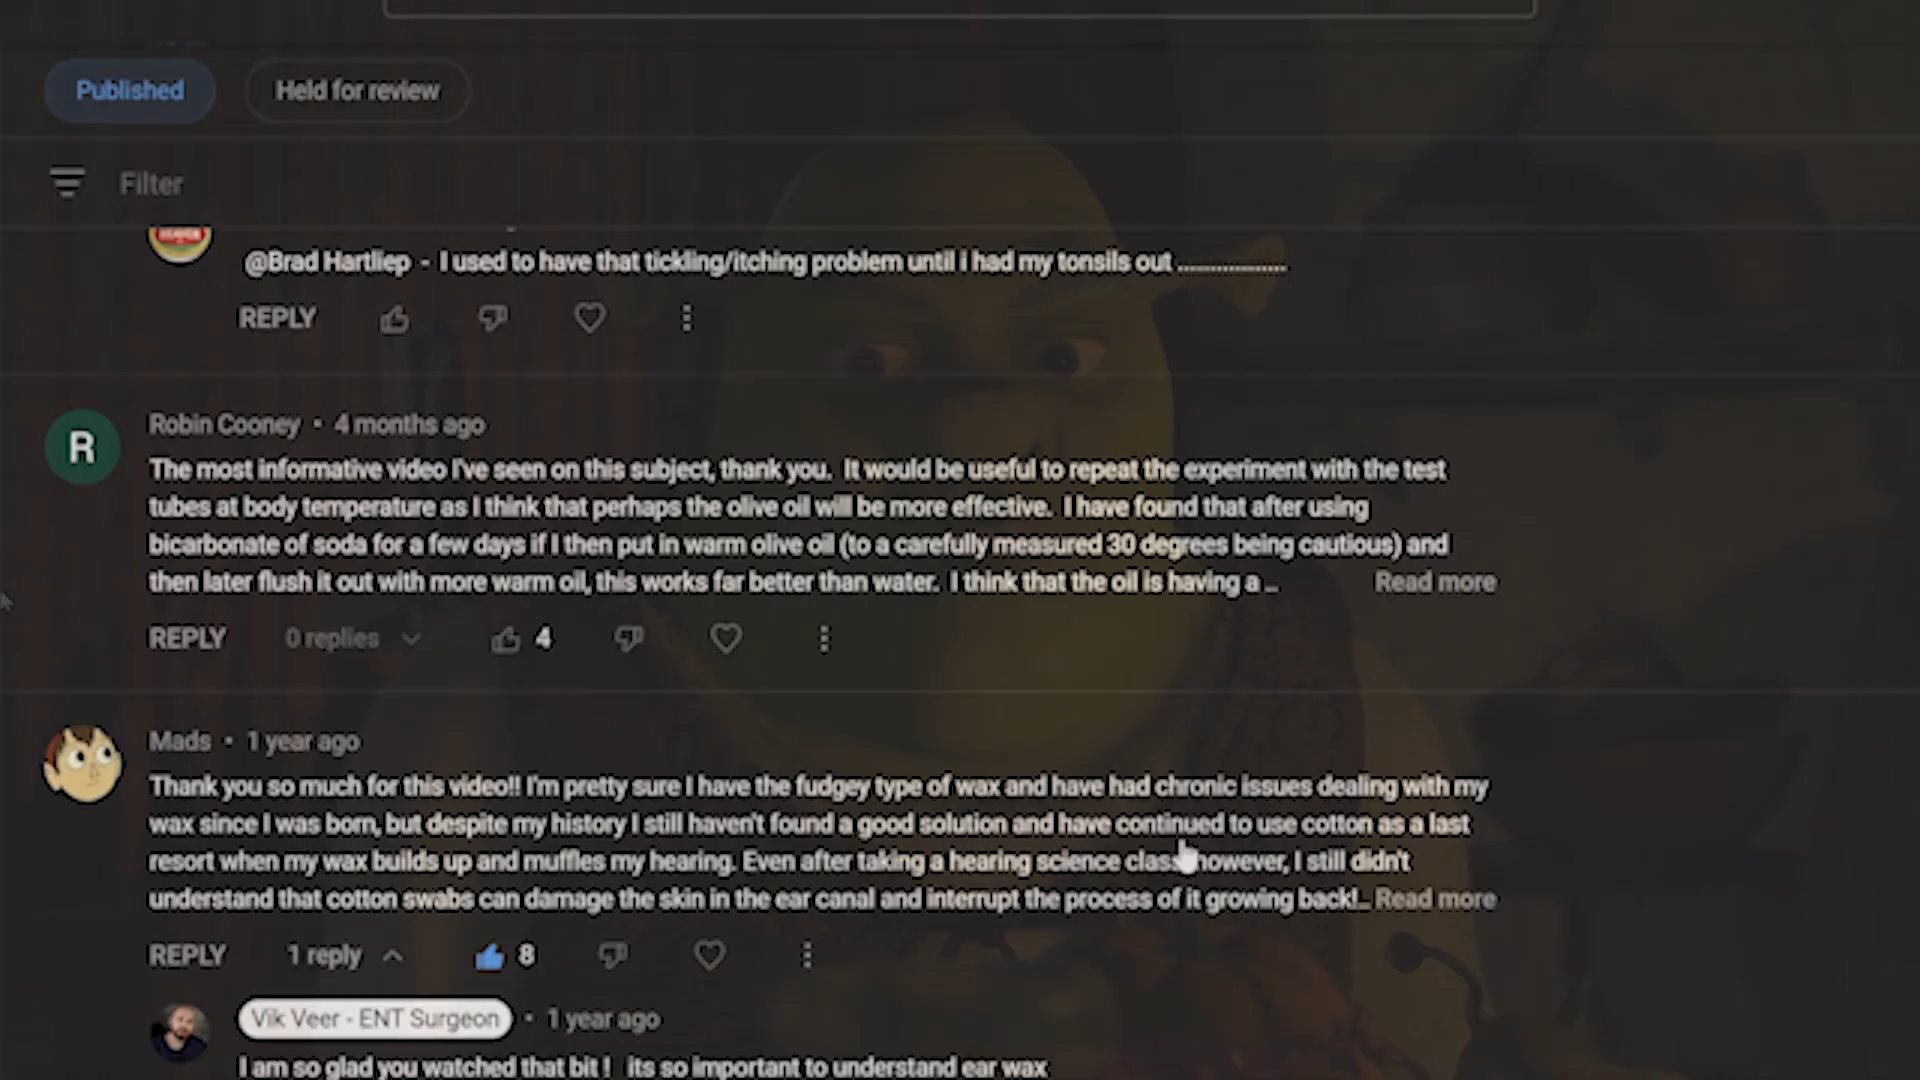 Published
Held for review
Filter
@Brad Hartliep - I used to have that tickling/itching problem until i had my tonsils out .................
REPLY
Robin Cooney • 4 months ago
R
The most informative video I've seen on this subject, thank you. It would be useful to repeat the experiment with the test
tubes at body temperature as I think that perhaps the olive oil will be more effective. I have found that after using
bicarbonate of soda for a few days if I then put in warm olive oil (to a carefully measured 30 degrees being cautious) and
then later flush it out with more warm oil, this works far better than water. I think that the oil is having a ... Read more
REPLY 0 replies 4
Mads • 1 year ago
Thank you so much for this video!! I'm pretty sure I have the fudgey type of wax and have had chronic issues dealing with my
wax since I was born, but despite my history I still haven't found a good solution and have continued to use cotton as a last
resort when my wax builds up and muffles my hearing. Even after taking a hearing science class however, I still didn't
understand that cotton swabs can damage the skin in the ear canal and interrupt the process of it growing back!... Read more
REPLY 1 reply 8
Vik Veer - ENT Surgeon • 1 year ago
I am so glad you watched that bit ! its so important to understand ear wax